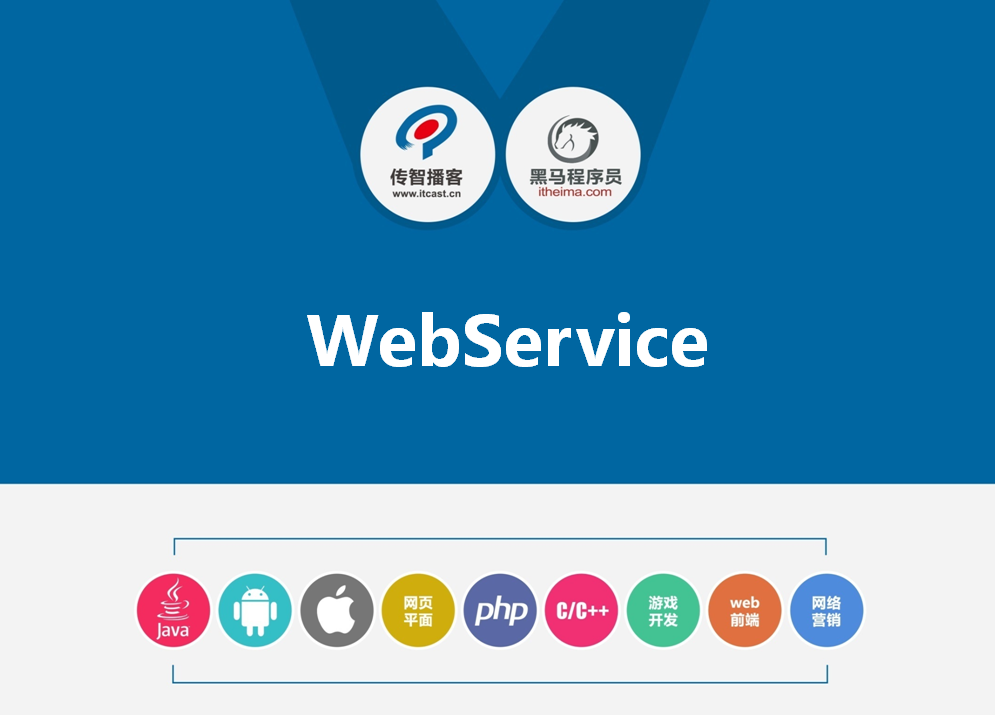 传智播客
www.itcast.cn
黑马程序员
itheima.com
WebService
Java
网页
平面
php
C/C++
游戏
开发
web
前端
网络
营销